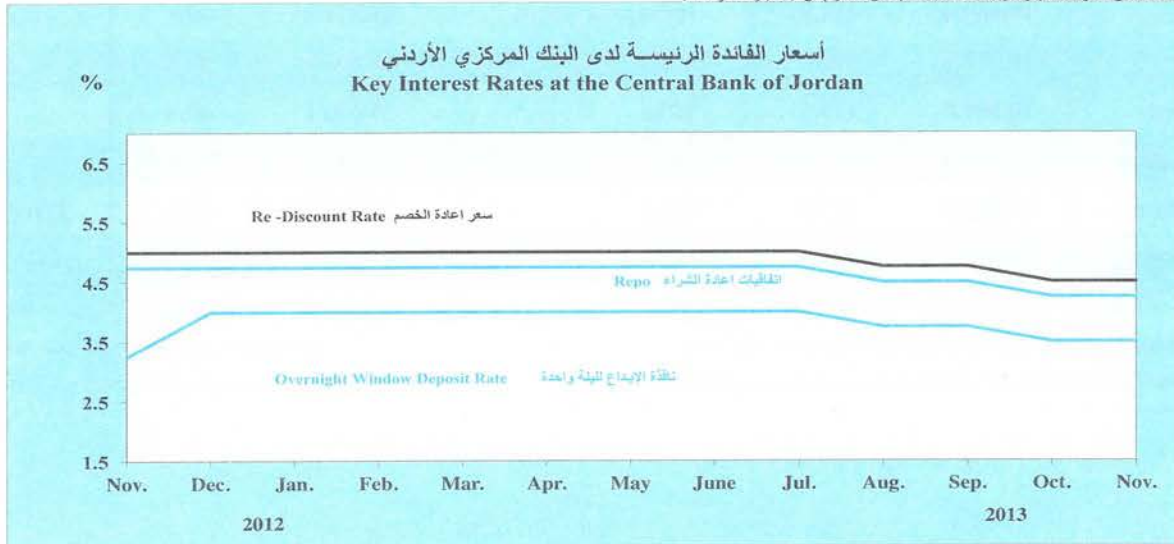 أسعار الفائدة الرئيســة لدى البنك المركزي الأردني
%
Key Interest Rates at the Central Bank of Jordan
6.5
Re -Discount Rate سعر اعادة الخصم
5.5
4.5
Repo اتفاقيات اعادة الشراء
3.5
Overnight Window Deposit Rate نافذة الإيداع لليلة واحدة
2.5
1.5
Nov. Dec. Jan. Feb. Mar. Apr. May June Jul. Aug. Sep. Oct. Nov.
2012 2013